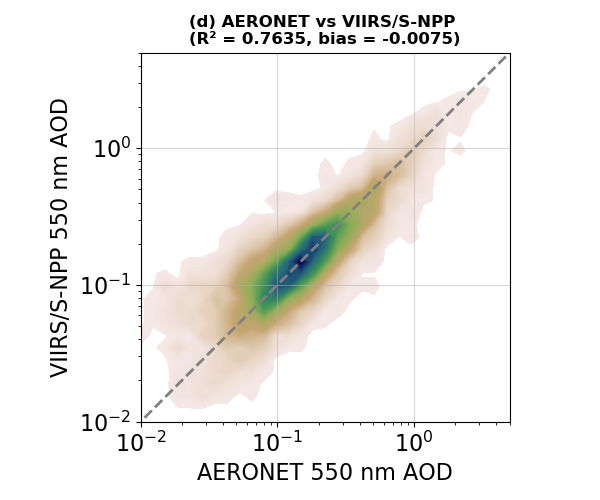 (d) AERONET vs VIIRS/S-NPP
(R² = 0.7635, bias = -0.0075)
VIIRS/S-NPP 550 nm AOD
10⁰
10⁻¹
10⁻²
10⁻² 10⁻¹ 10⁰
AERONET 550 nm AOD